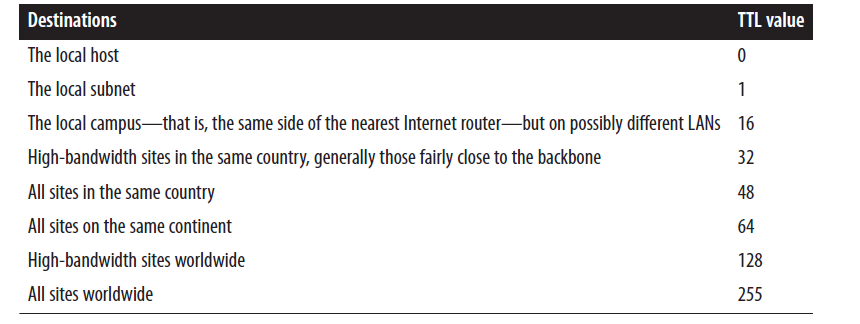 Destinations TTL value
The local host 0
The local subnet 1
The local campus—that is, the same side of the nearest Internet router—but on possibly different LANs 16
High-bandwidth sites in the same country, generally those fairly close to the backbone 32
All sites in the same country 48
All sites on the same continent 64
High-bandwidth sites worldwide 128
All sites worldwide 255